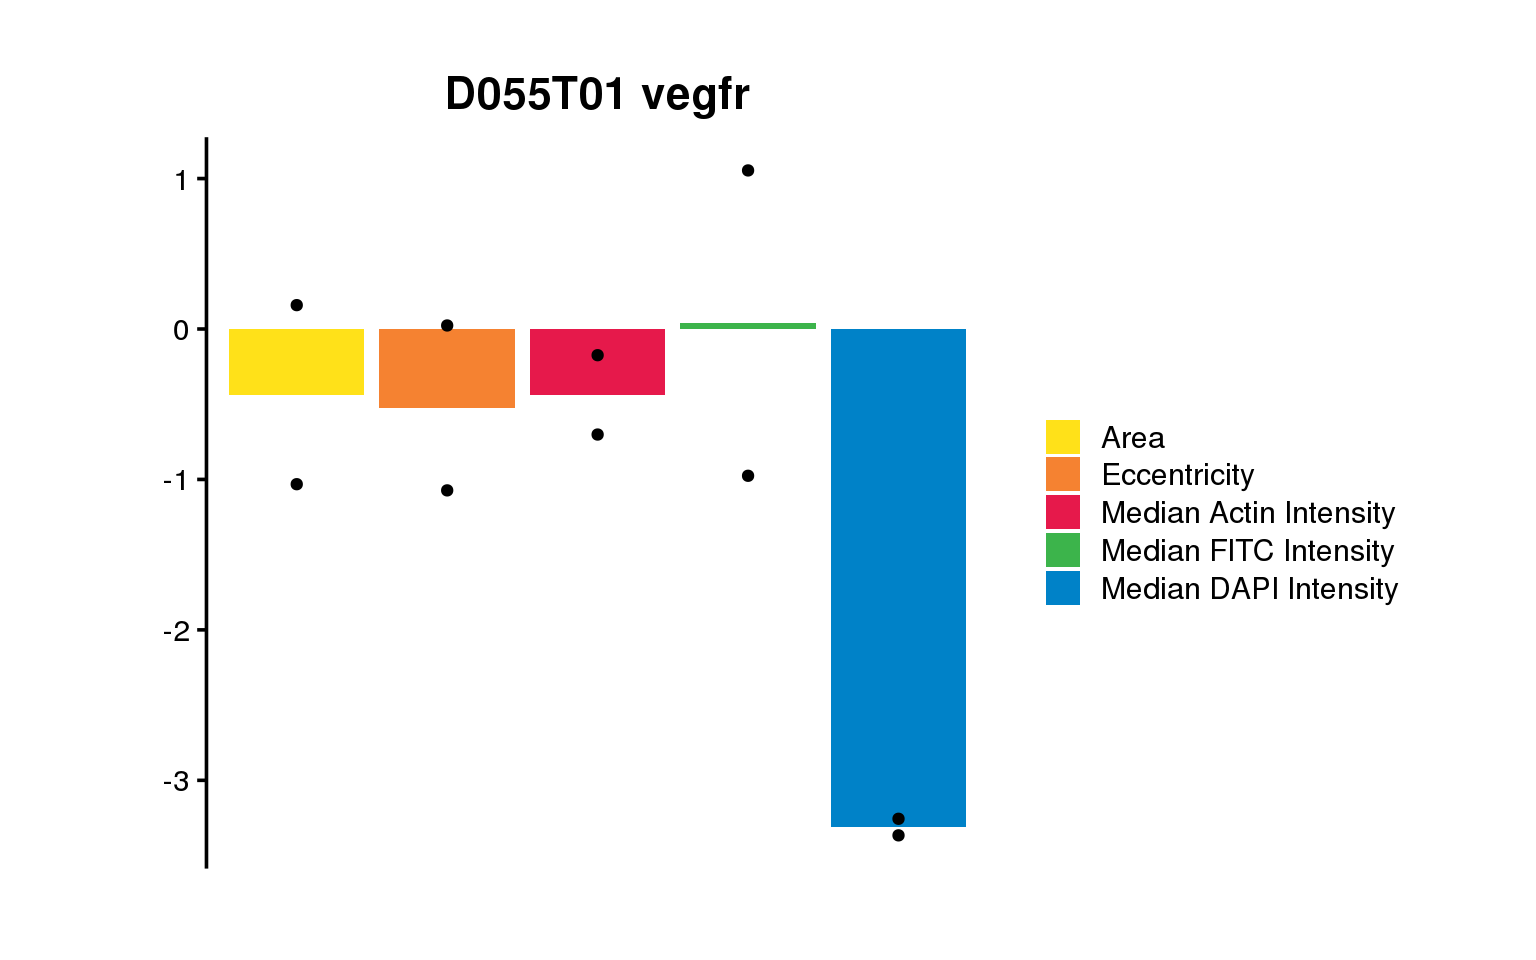 D055T01 vegfr
1
0
-1
-2
-3
Area
Eccentricity
Median Actin Intensity
Median FITC Intensity
Median DAPI Intensity